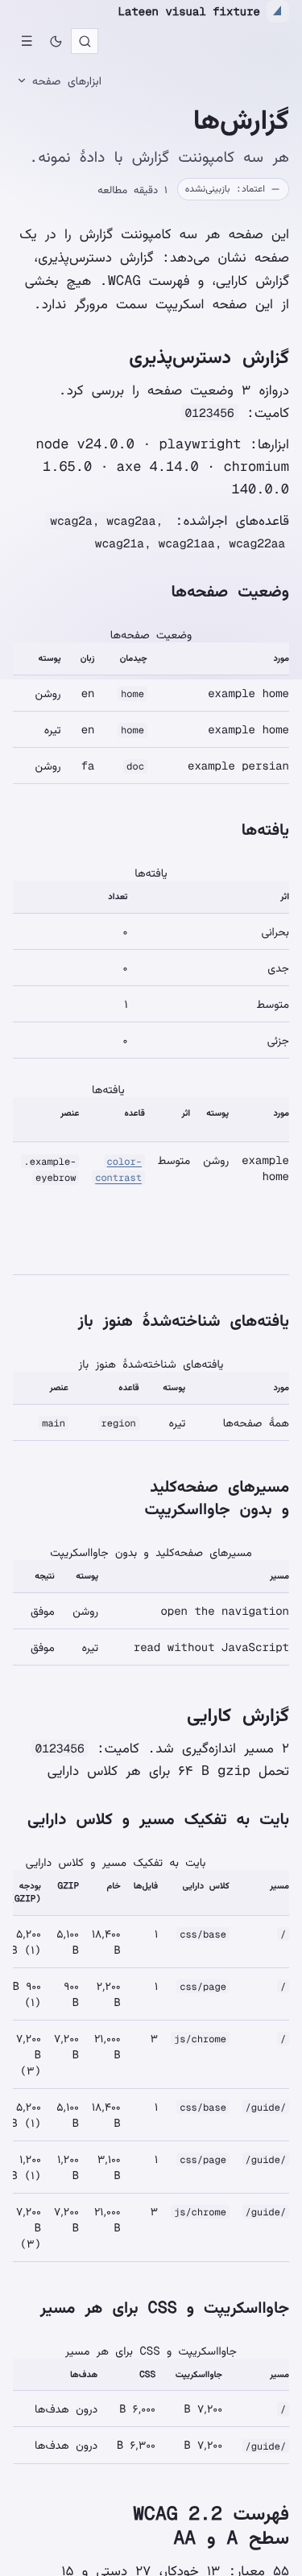 Lateen visual fixture
ابزارهای صفحه
گزارش‌ها
هر سه کامپوننت گزارش با دادهٔ نمونه.
— اعتماد: بازبینی‌نشده ۱ دقیقه مطالعه
این صفحه هر سه کامپوننت گزارش را در یک
صفحه نشان می‌دهد: گزارش دسترس‌پذیری،
گزارش کارایی، و فهرست WCAG. هیچ بخشی
از این صفحه اسکریپت سمت مرورگر ندارد.
گزارش دسترس‌پذیری
دروازه ۳ وضعیت صفحه را بررسی کرد.
کامیت: 0123456
ابزارها: node v24.0.0 · playwright
1.65.0 · axe 4.14.0 · chromium
140.0.0
قاعده‌های اجراشده: wcag2a, wcag2aa,
wcag21a, wcag21aa, wcag22aa
وضعیت صفحه‌ها
وضعیت صفحه‌ها
مورد چیدمان زبان پوسته
example home home en روشن
example home home en تیره
example persian doc fa روشن
یافته‌ها
یافته‌ها
اثر تعداد
بحرانی ۰
جدی ۰
متوسط ۱
جزئی ۰
یافته‌ها
مورد پوسته اثر قاعده عنصر
example home روشن متوسط color-contrast .example-eyebrow
یافته‌های شناخته‌شدهٔ هنوز باز
یافته‌های شناخته‌شدهٔ هنوز باز
مورد پوسته قاعده عنصر
همهٔ صفحه‌ها تیره region main
مسیرهای صفحه‌کلید
و بدون جاوااسکریپت
مسیرهای صفحه‌کلید و بدون جاوااسکریپت
مسیر پوسته نتیجه
open the navigation روشن موفق
read without JavaScript تیره موفق
گزارش کارایی
۲ مسیر اندازه‌گیری شد. کامیت: 0123456
تحمل ۶۴ B gzip برای هر کلاس دارایی
بایت به تفکیک مسیر و کلاس دارایی
بایت به تفکیک مسیر و کلاس دارایی
مسیر کلاس دارایی فایل‌ها خام GZIP بودجه (GZIP)
/ css/base ۱ ۱۸,۴۰۰ B ۵,۱۰۰ B ۵,۲۰۰ B (۱)
/ css/page ۱ ۲,۲۰۰ B ۹۰۰ B ۹۰۰ B (۱)
/ js/chrome ۳ ۲۱,۰۰۰ B ۷,۲۰۰ B ۷,۲۰۰ B (۳)
/guide/ css/base ۱ ۱۸,۴۰۰ B ۵,۱۰۰ B ۵,۲۰۰ B (۱)
/guide/ css/page ۱ ۳,۱۰۰ B ۱,۲۰۰ B ۱,۲۰۰ B (۱)
/guide/ js/chrome ۳ ۲۱,۰۰۰ B ۷,۲۰۰ B ۷,۲۰۰ B (۳)
جاوااسکریپت و CSS برای هر مسیر
جاوااسکریپت و CSS برای هر مسیر
مسیر جاوااسکریپت CSS هدف‌ها
/ ۷,۲۰۰ B ۶,۰۰۰ B درون هدف‌ها
/guide/ ۷,۲۰۰ B ۶,۳۰۰ B درون هدف‌ها
فهرست WCAG 2.2
سطح A و AA
۵۵ معیار: ۱۳ خودکار، ۲۷ دستی و ۱۵